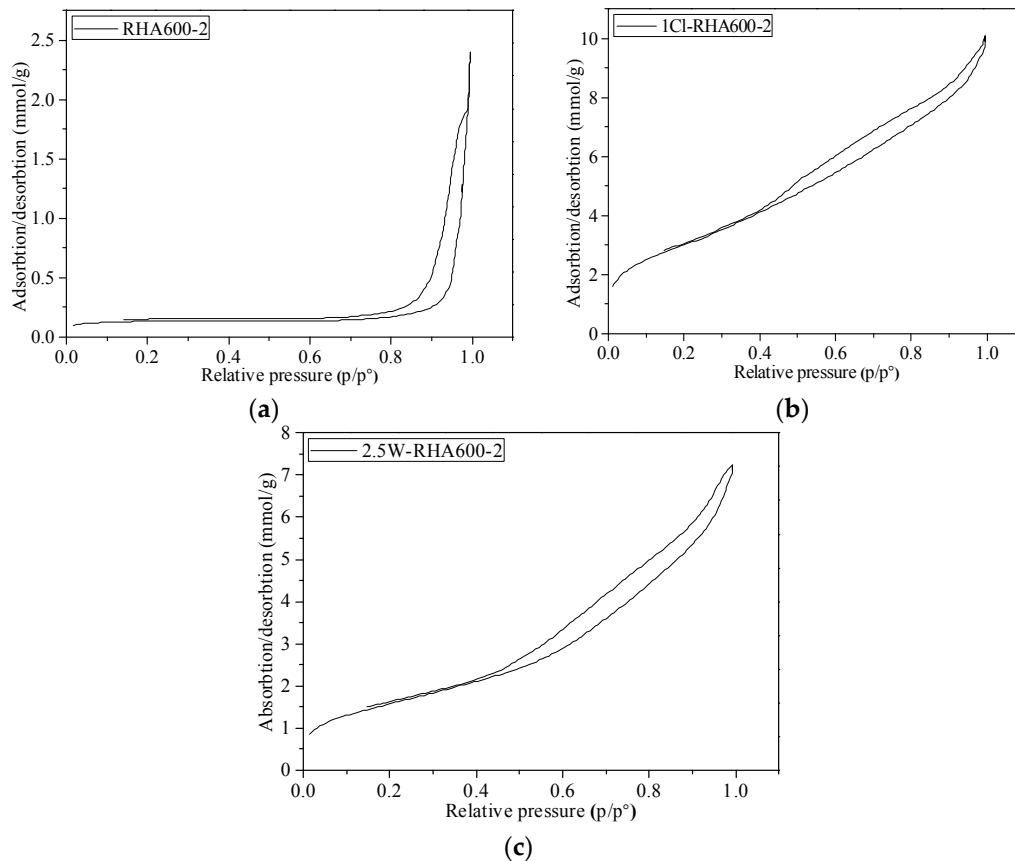 RHA600-2
2.5
2.0
1.5
1.0
0.5
0.0
Adsorbtion/desorbtion (mmol/g)
0.0 0.2 0.4 0.6 0.8 1.0
Relative pressure (p/p°)
(a)
1Cl-RHA600-2
10
8
6
4
2
0
Adsorbtion/desorbtion (mmol/g)
0.0 0.2 0.4 0.6 0.8 1.0
Relative pressure (p/p°)
(b)
2.5W-RHA600-2
8
7
6
5
4
3
2
1
0
Absorbtion/desorbtion (mmol/g)
0.0 0.2 0.4 0.6 0.8 1.0
Relative pressure (p/p°)
(c)